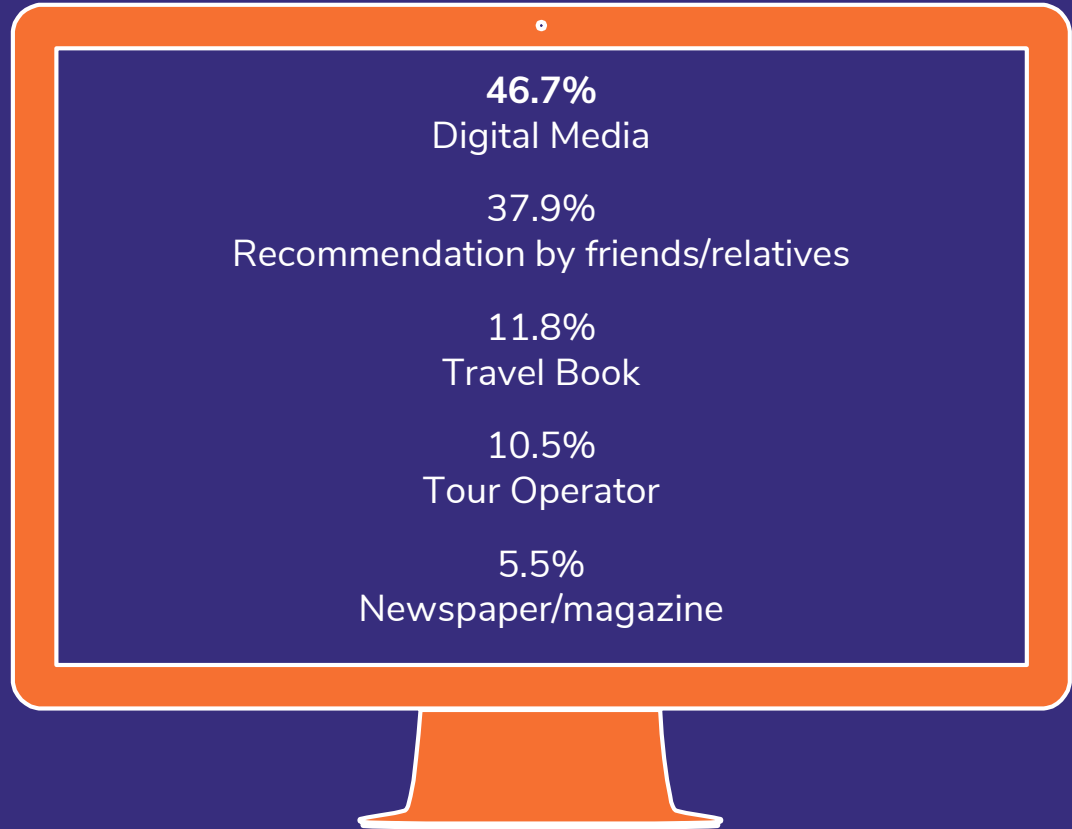 46.7%
Digital Media
37.9%
Recommendation by friends/relatives
11.8%
Travel Book
10.5%
Tour Operator
5.5%
Newspaper/magazine